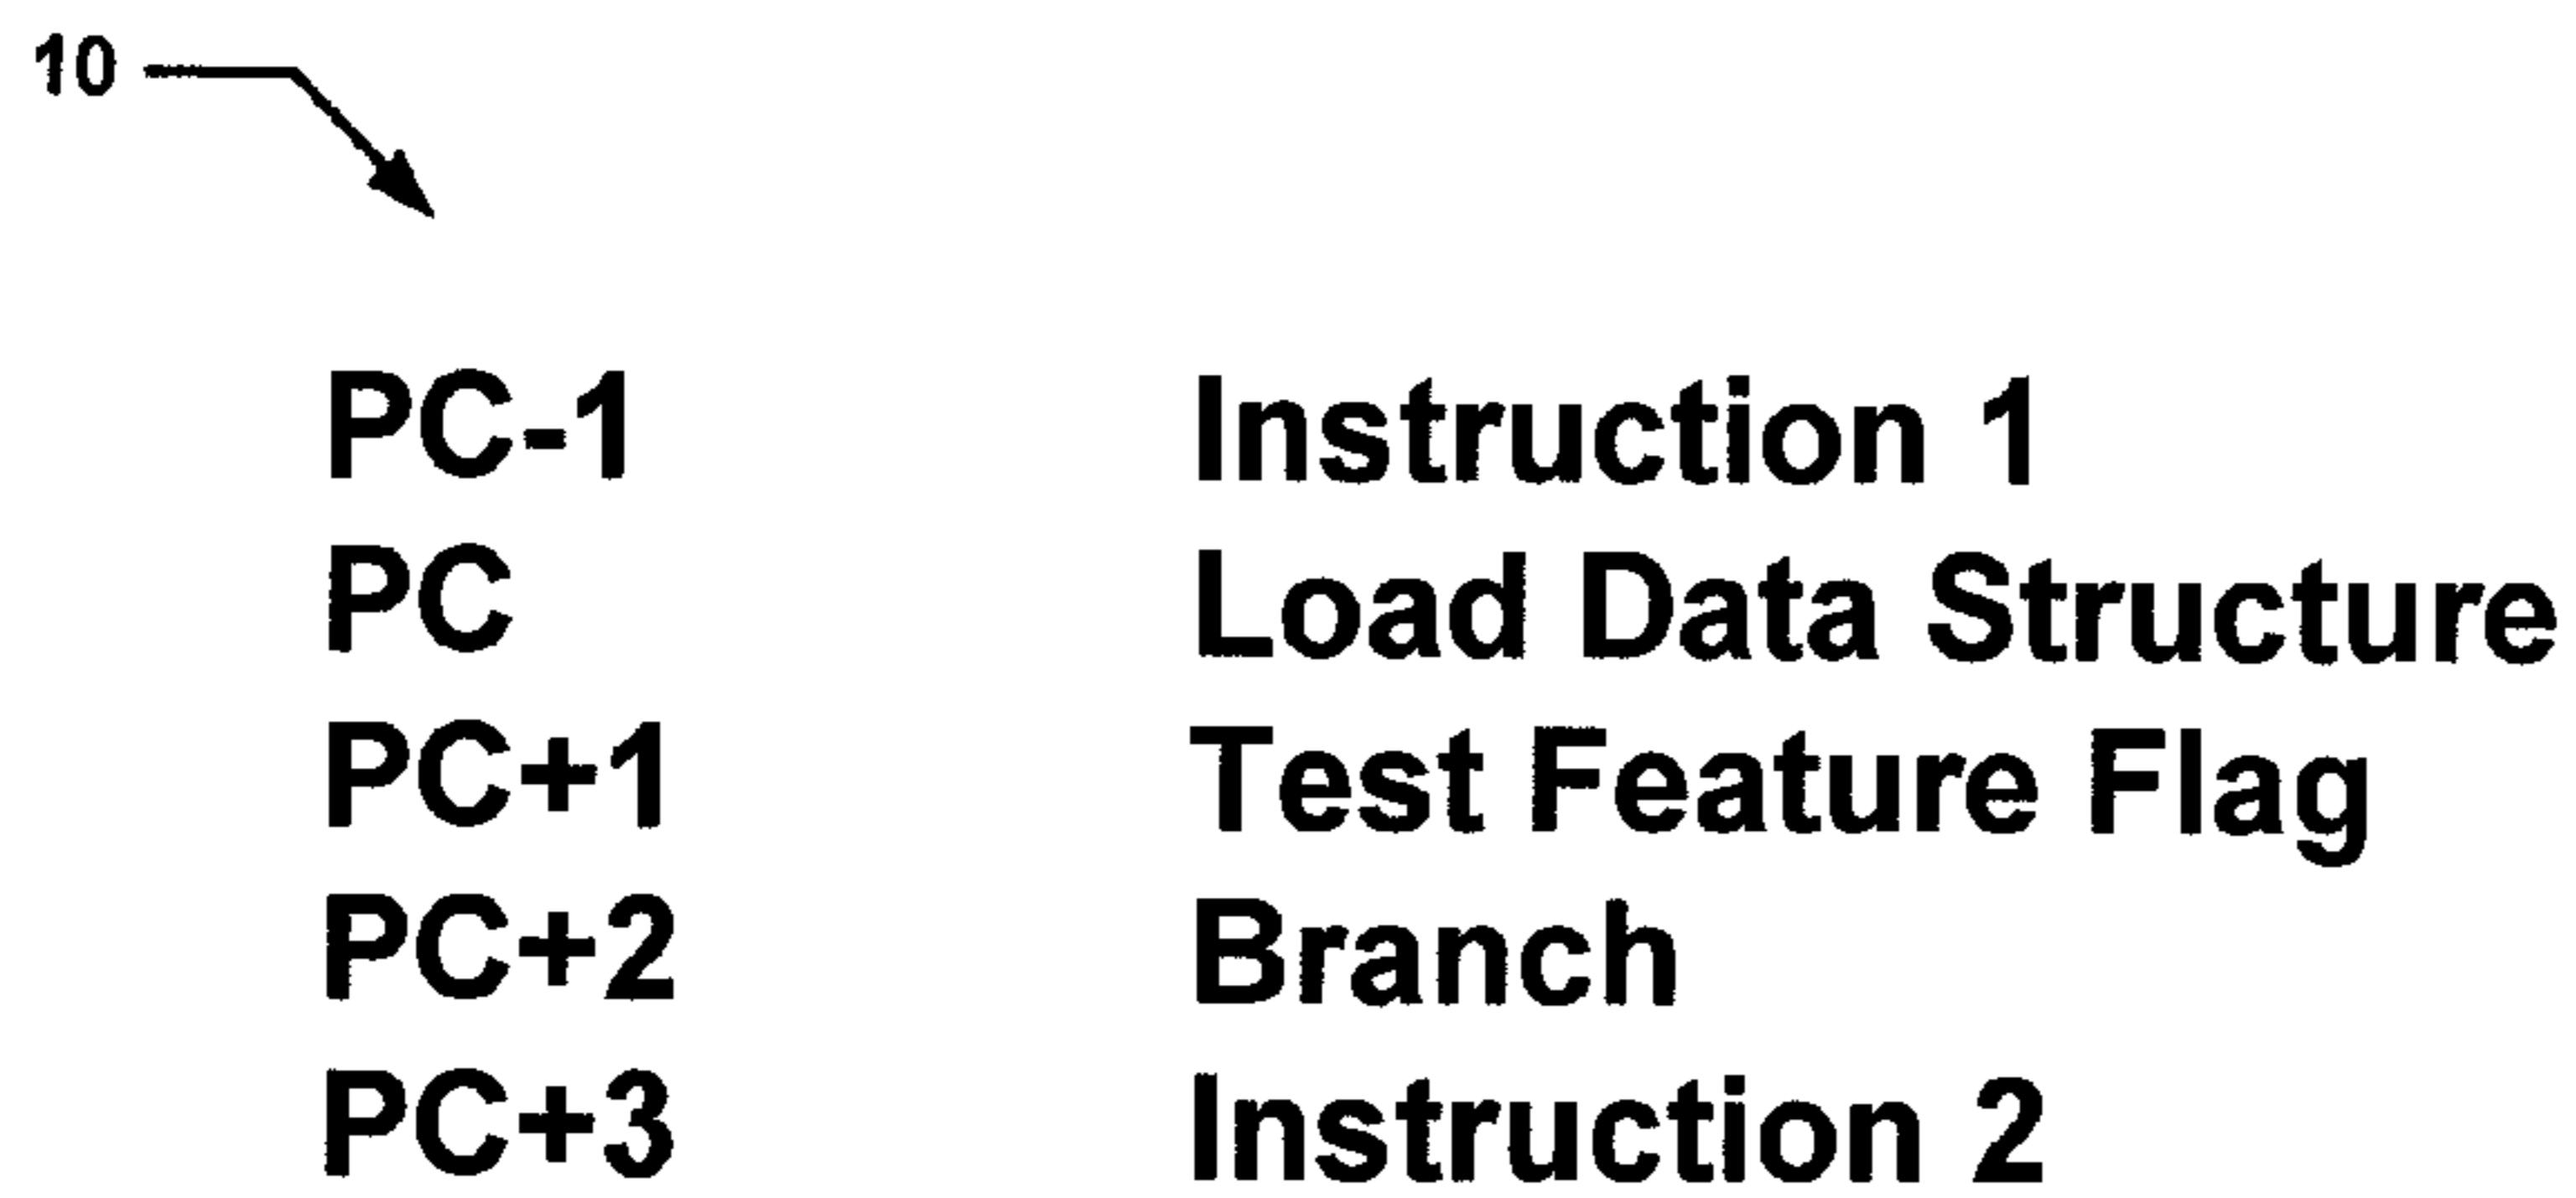 10
PC-1 Instruction 1
PC Load Data Structure
PC+1 Test Feature Flag
PC+2 Branch
PC+3 Instruction 2